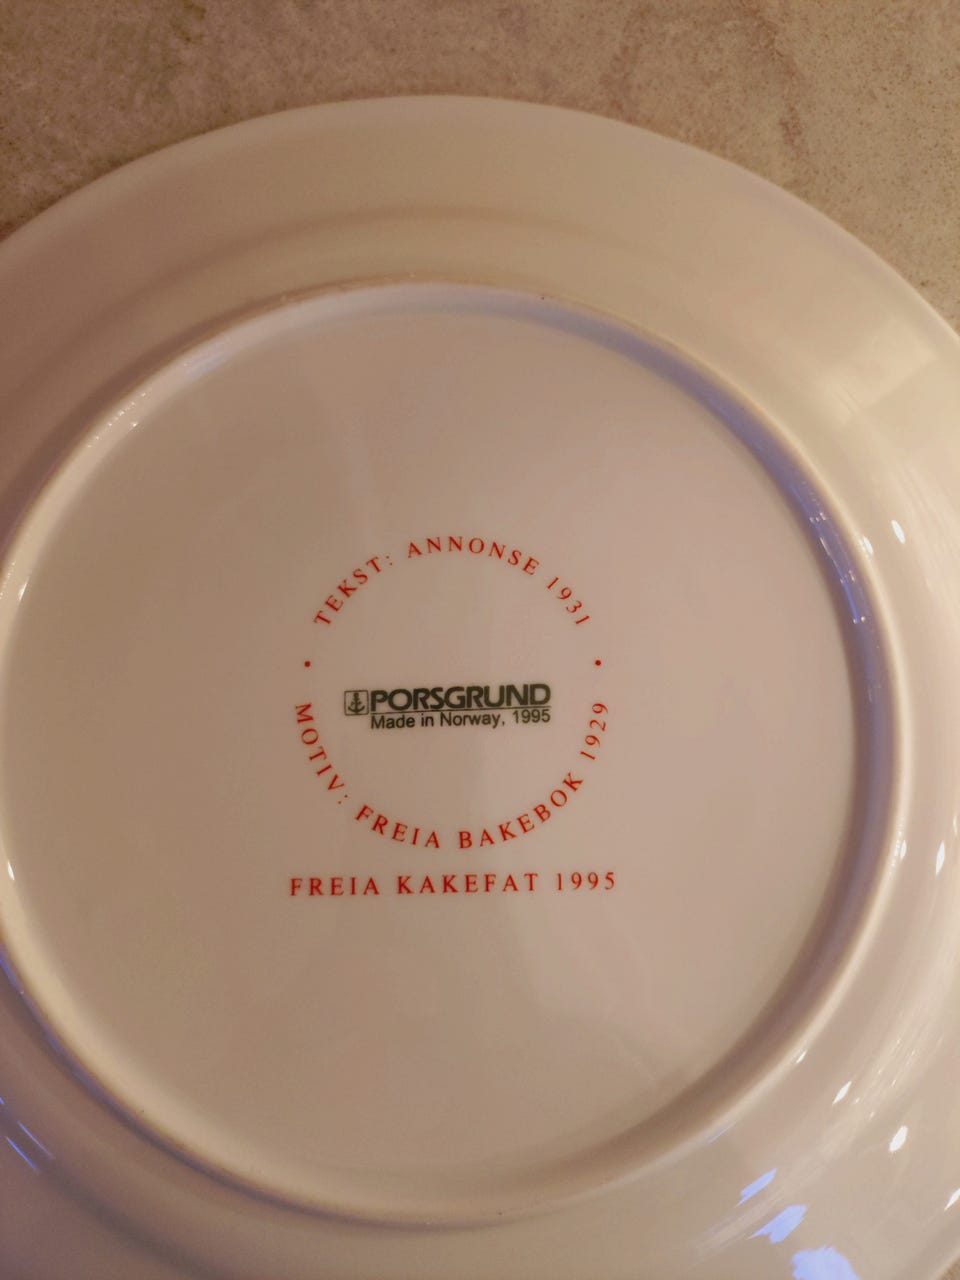 TEKST: ANNONSE 1931
PORSGRUND
Made in Norway, 1995
MOTIV: FREIA BAKEBOK 1929
FREIA KAKEFAT 1995